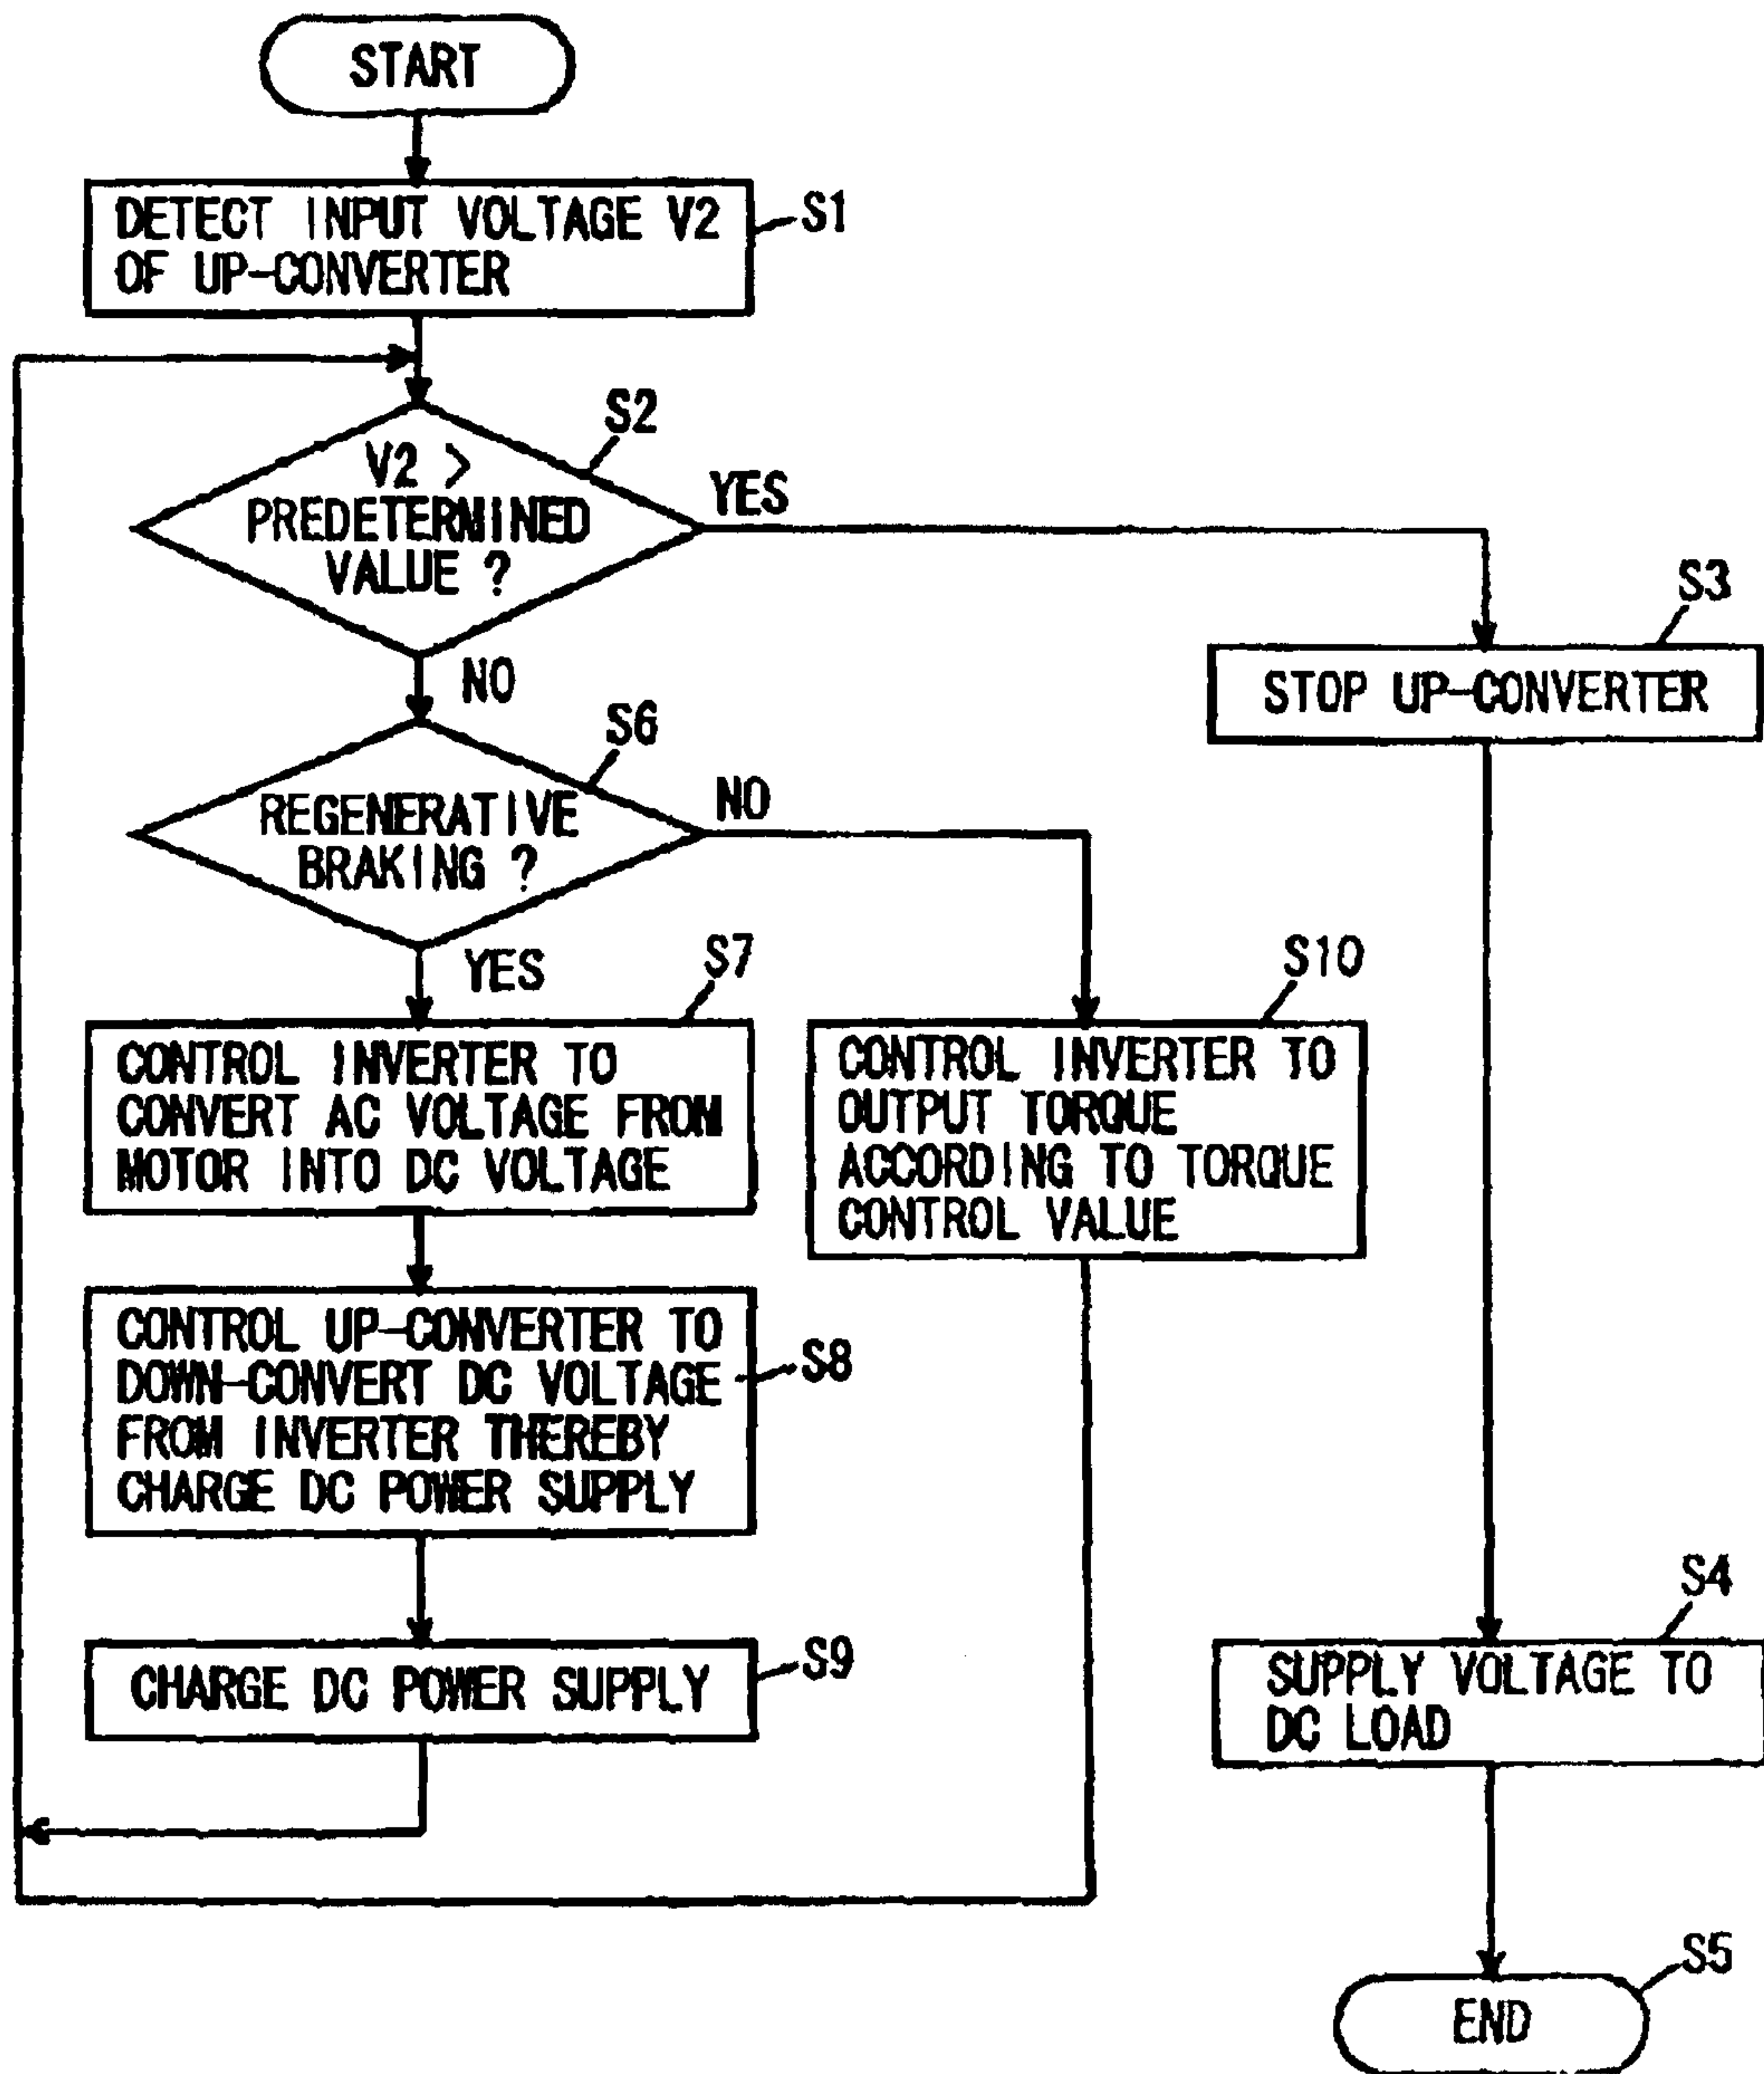 START
DETECT INPUT VOLTAGE V2
OF UP-CONVERTER
S1
V2 >
PREDETERMINED
VALUE ?
S2
YES
NO
S3
STOP UP-CONVERTER
REGENERATIVE
BRAKING ?
S6
NO
YES
S7
CONTROL INVERTER TO
CONVERT AC VOLTAGE FROM
MOTOR INTO DC VOLTAGE
S10
CONTROL INVERTER TO
OUTPUT TORQUE
ACCORDING TO TORQUE
CONTROL VALUE
CONTROL UP-CONVERTER TO
DOWN-CONVERT DC VOLTAGE
FROM INVERTER THEREBY
CHARGE DC POWER SUPPLY
S8
CHARGE DC POWER SUPPLY
S9
S4
SUPPLY VOLTAGE TO
DC LOAD
S5
END